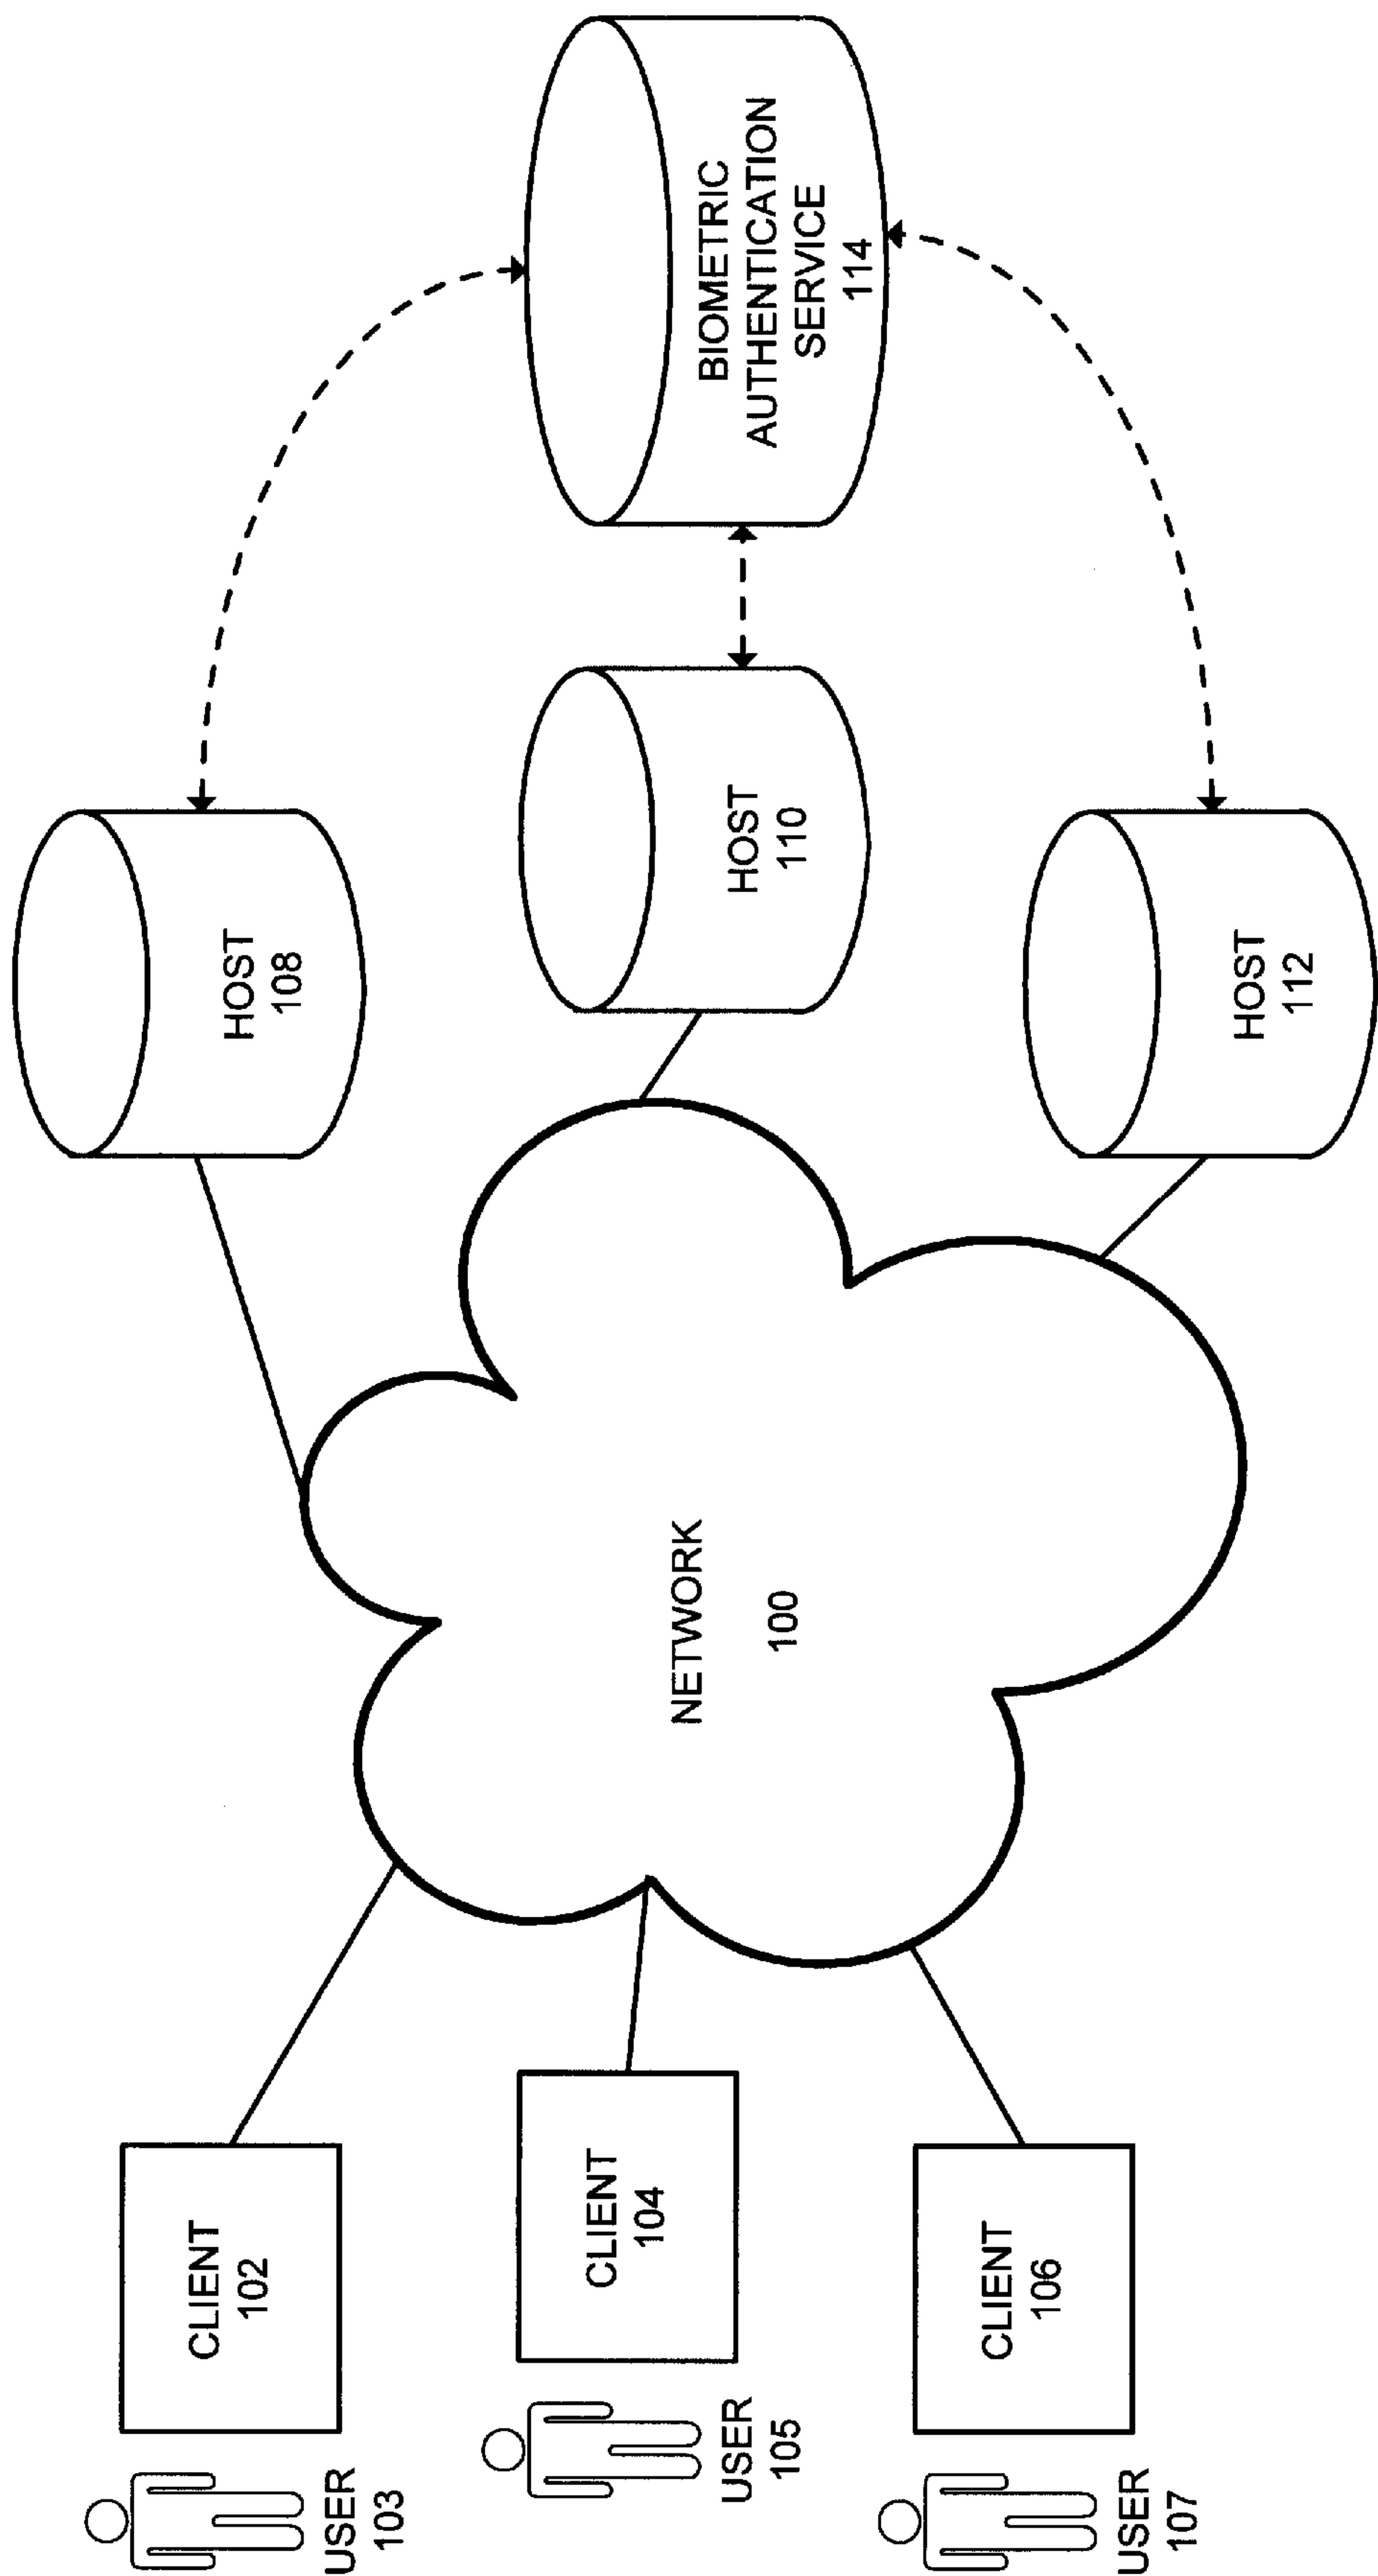 USER
103
CLIENT
102
USER
105
CLIENT
104
USER
107
CLIENT
106
NETWORK
100
HOST
108
HOST
110
HOST
112
BIOMETRIC
AUTHENTICATION
SERVICE
114